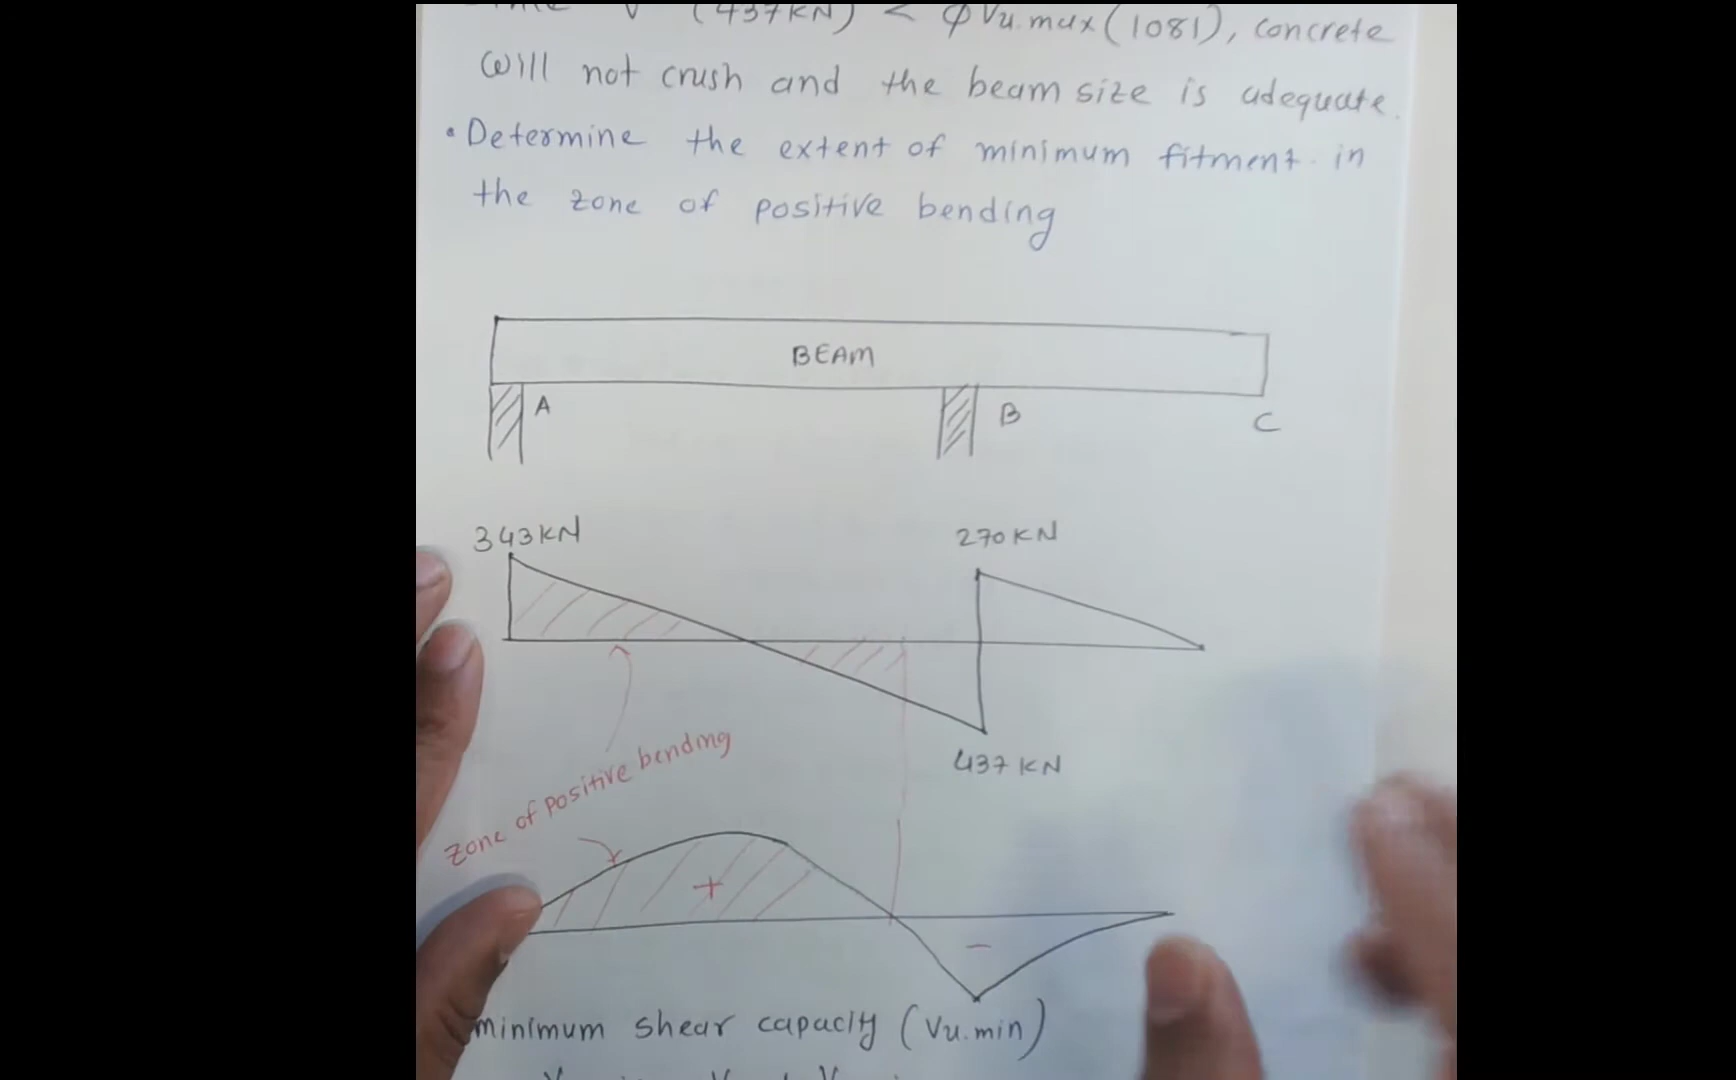 V (437KN) < φVu.max(1081), concrete
will not crush and the beam size is adequate.
• Determine the extent of minimum fitment in
the zone of positive bending
BEAM
A
B
C
343KN
270KN
437KN
zone of positive bending
+
−
minimum shear capacity (Vu.min)